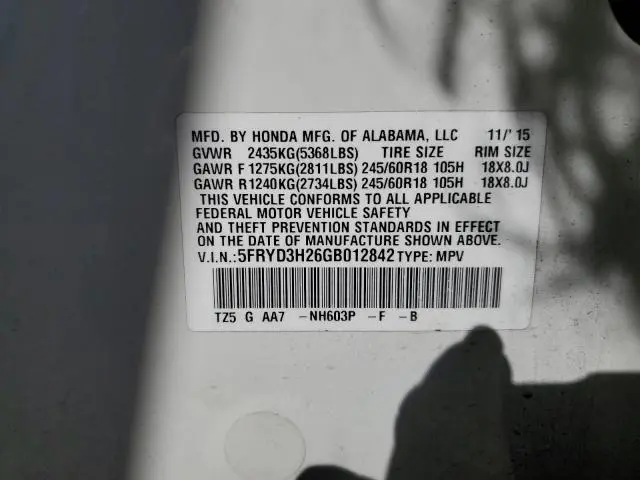 MFD. BY HONDA MFG. OF ALABAMA, LLC 11/'15
GVWR 2435KG(5368LBS) TIRE SIZE RIM SIZE
GAWR F 1275KG(2811LBS) 245/60R18 105H 18X8.0J
GAWR R1240KG(2734LBS) 245/60R18 105H 18X8.0J
THIS VEHICLE CONFORMS TO ALL APPLICABLE
FEDERAL MOTOR VEHICLE SAFETY
AND THEFT PREVENTION STANDARDS IN EFFECT
ON THE DATE OF MANUFACTURE SHOWN ABOVE.
V.I.N.:5FRYD3H26GB012842 TYPE: MPV
TZ5 G AA7 -NH603P -F -B